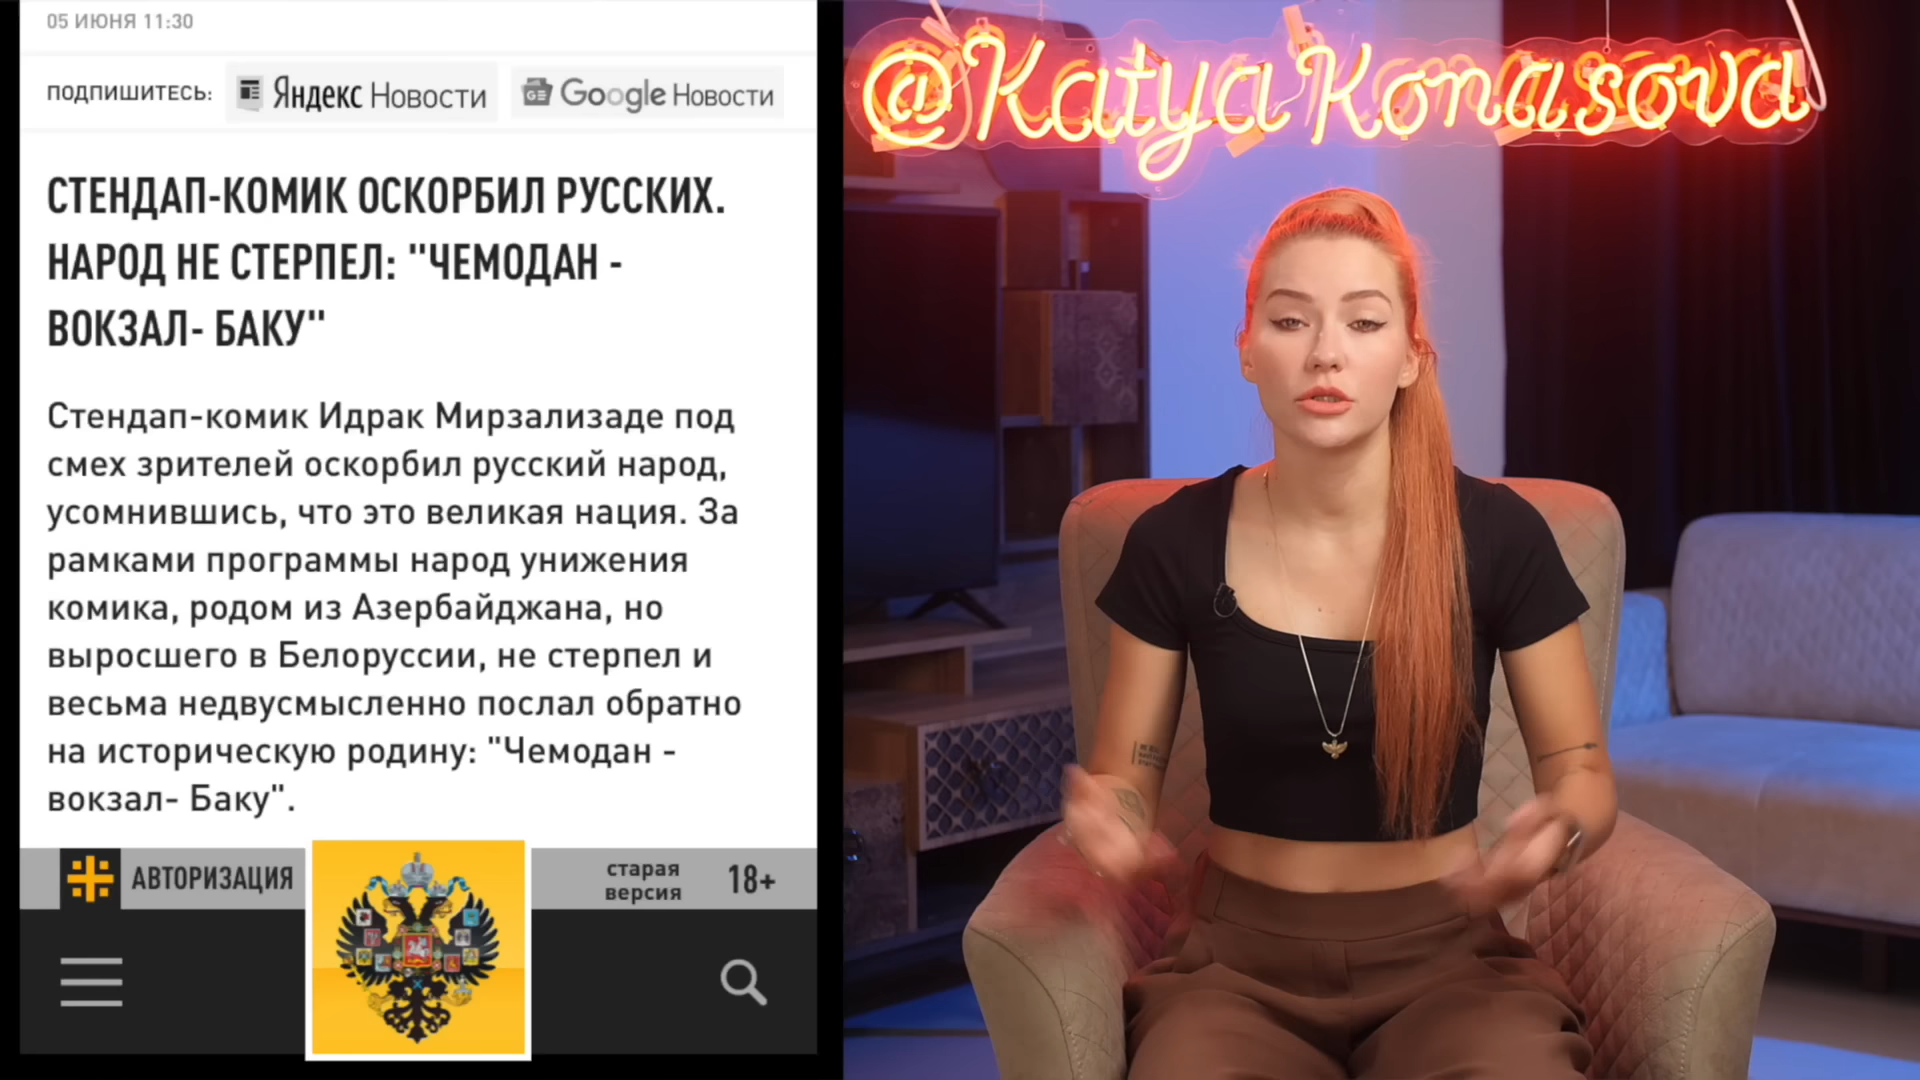 05 ИЮНЯ 11:30
ПОДПИШИТЕСЬ: Яндекс Новости Google Новости
СТЕНДАП-КОМИК ОСКОРБИЛ РУССКИХ.
НАРОД НЕ СТЕРПЕЛ: "ЧЕМОДАН -
ВОКЗАЛ- БАКУ"
Стендап-комик Идрак Мирзализаде под
смех зрителей оскорбил русский народ,
усомнившись, что это великая нация. За
рамками программы народ унижения
комика, родом из Азербайджана, но
выросшего в Белоруссии, не стерпел и
весьма недвусмысленно послал обратно
на историческую родину: "Чемодан -
вокзал- Баку".
АВТОРИЗАЦИЯ
старая
версия
18+
@KatyaKonasova